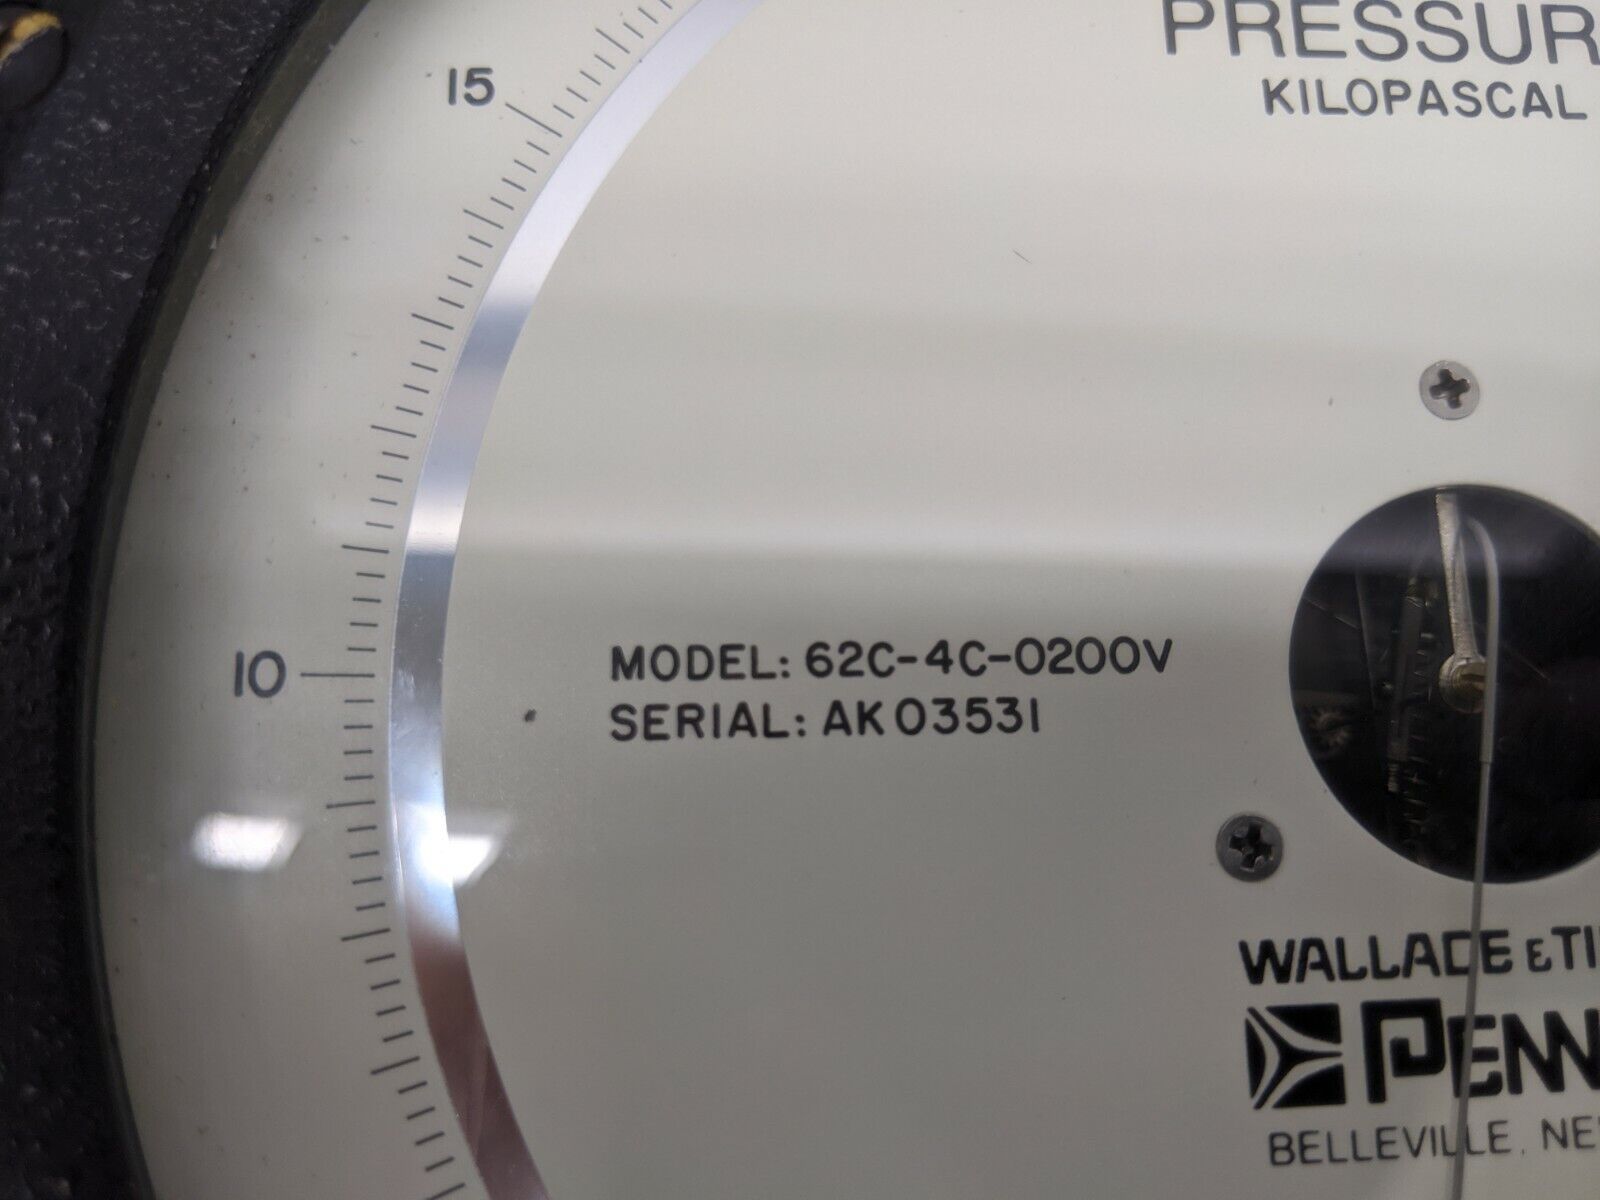 PRESSUR
KILOPASCAL
15
10
MODEL: 62C-4C-0200V
SERIAL: AK03531
WALLACE & TI
PENN
BELLEVILLE, NE